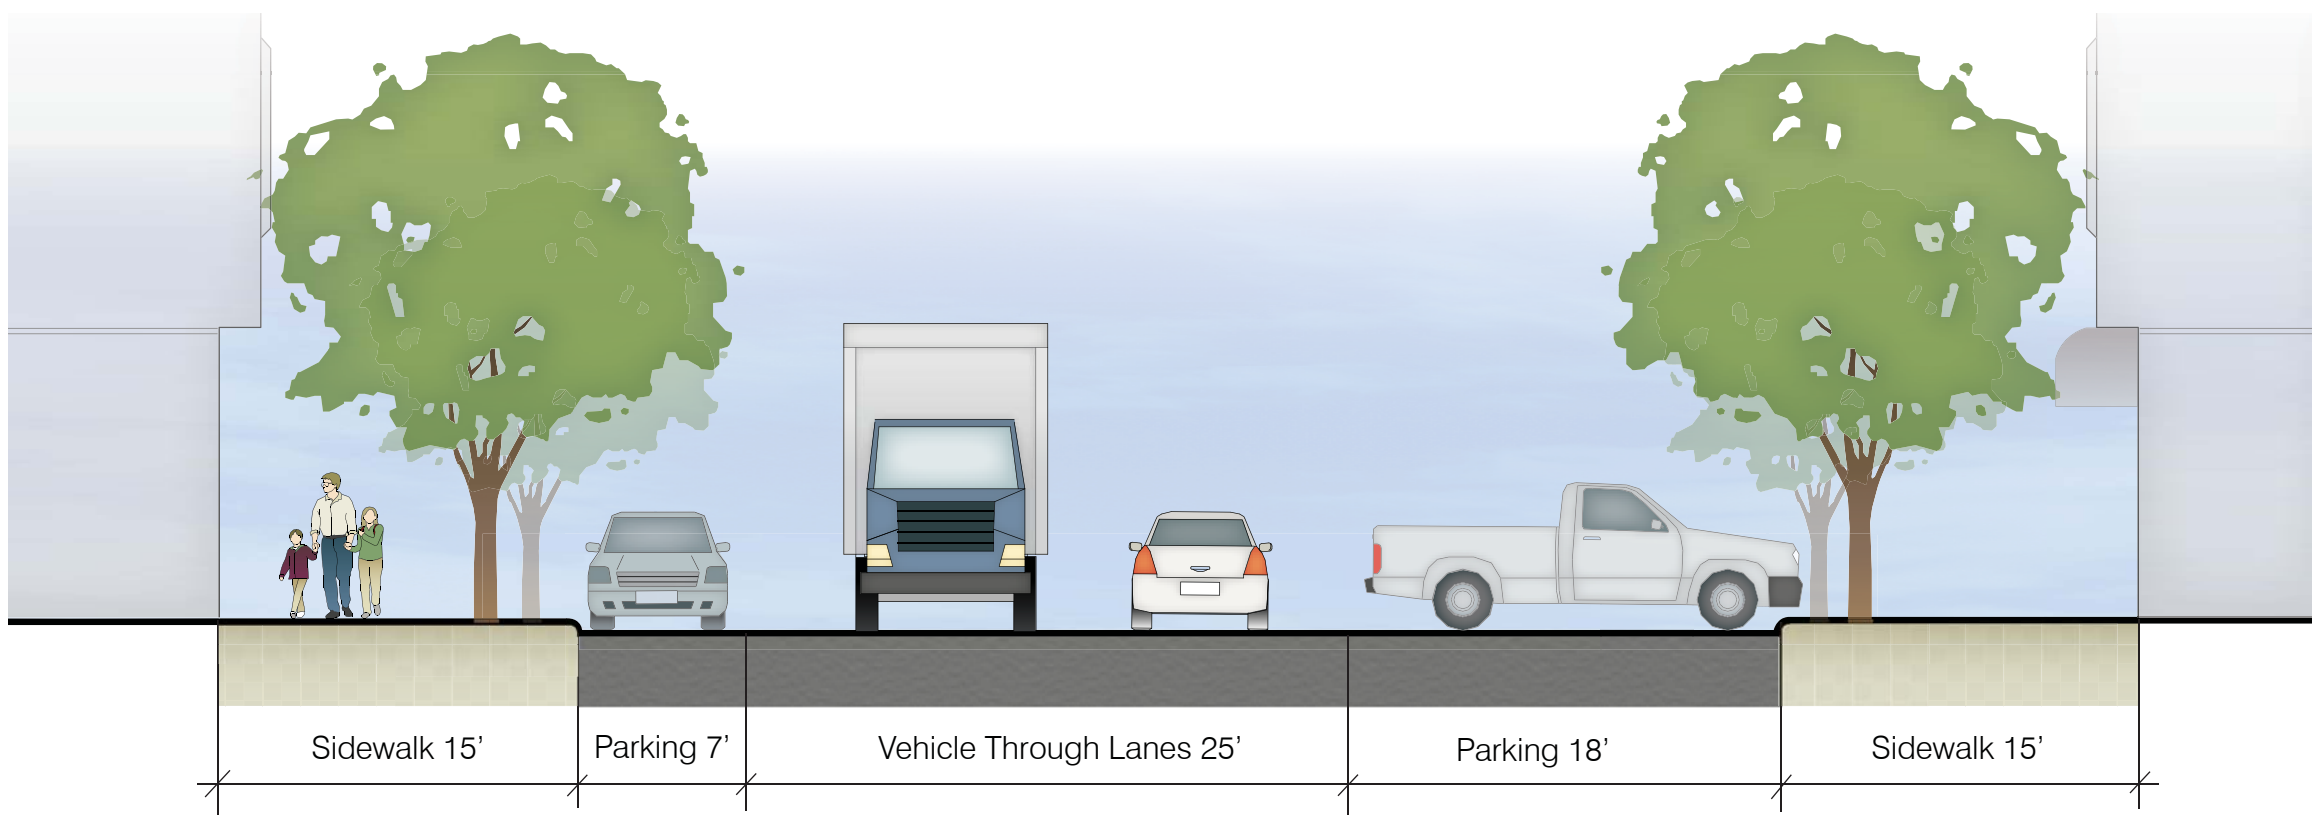 Sidewalk 15’
Parking 7’
Vehicle Through Lanes 25’
Parking 18’
Sidewalk 15’